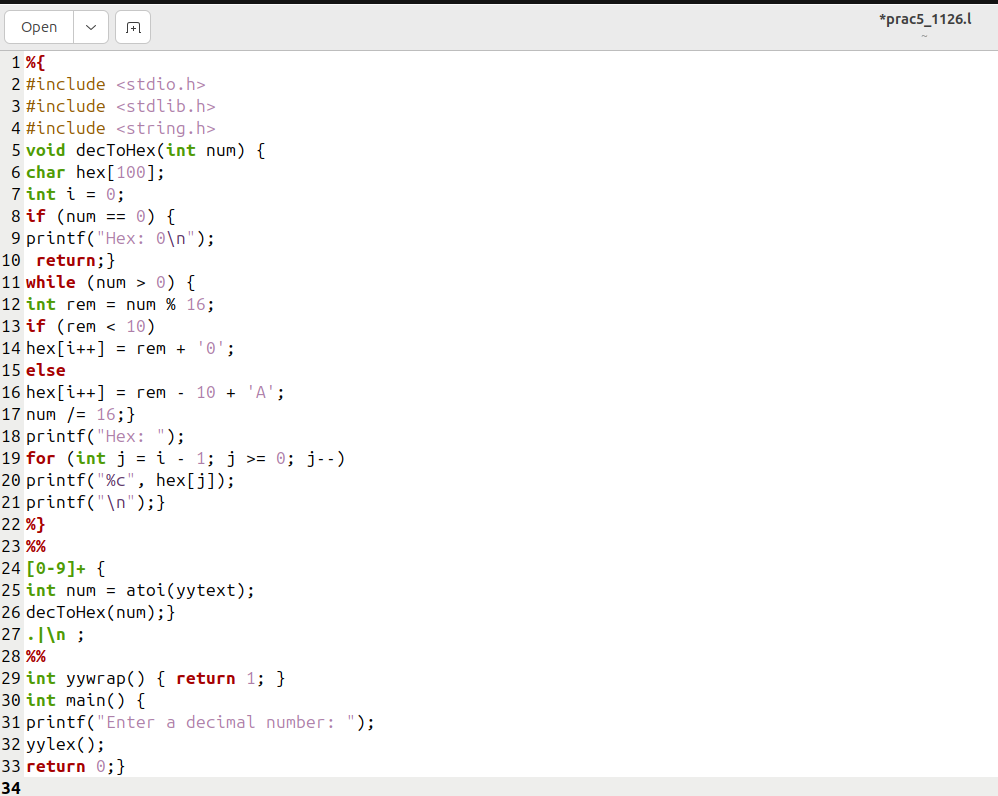 Open
*prac5_1126.l
~
1 %{
2 #include <stdio.h>
3 #include <stdlib.h>
4 #include <string.h>
5 void decToHex(int num) {
6 char hex[100];
7 int i = 0;
8 if (num == 0) {
9 printf("Hex: 0\n");
10  return;}
11 while (num > 0) {
12 int rem = num % 16;
13 if (rem < 10)
14 hex[i++] = rem + '0';
15 else
16 hex[i++] = rem - 10 + 'A';
17 num /= 16;}
18 printf("Hex: ");
19 for (int j = i - 1; j >= 0; j--)
20 printf("%c", hex[j]);
21 printf("\n");}
22 %}
23 %%
24 [0-9]+ {
25 int num = atoi(yytext);
26 decToHex(num);}
27 .|\n ;
28 %%
29 int yywrap() { return 1; }
30 int main() {
31 printf("Enter a decimal number: ");
32 yylex();
33 return 0;}
34